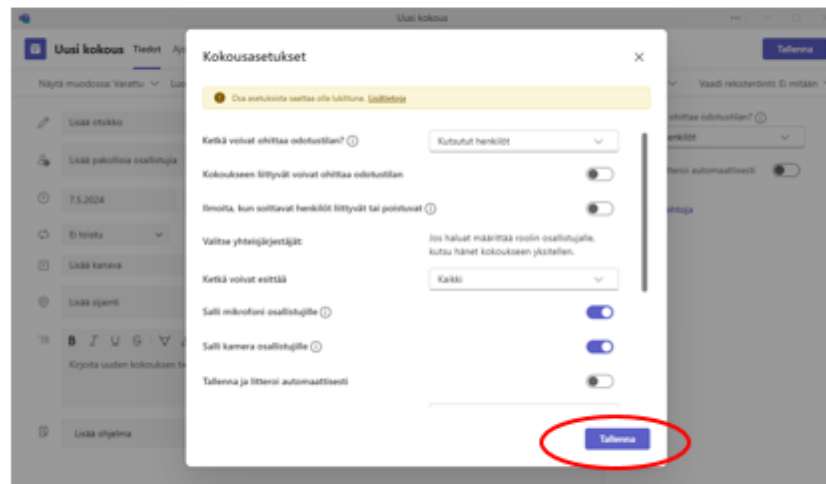 Uusi kokous
Uusi kokous Tiedot
Tallenna
Näytä muodossa: Varattu
Vaadi rekisteröinti: Ei mitään
Lisää otsikko
Lisää pakollisia osallistujia
7.5.2024
Ei toistu
Lisää kanava
Lisää sijainti
B I U S
Kirjoita uuden kokouksen
Lisää ohjelma
ohittaa odotustilan?
automaattisesti
Kokousasetukset
Osa asetuksista saattaa olla lukittuna. Lisätietoja
Ketkä voivat ohittaa odotustilan?
Kutsutut henkilöt
Kokoukseen liittyvät voivat ohittaa odotustilan
Ilmoita, kun soittavat henkilöt liittyvät tai poistuvat
Valitse yhteisjärjestäjät:
Jos haluat määrittää roolin osallistujalle,
kutsu hänet kokoukseen yksitellen.
Ketkä voivat esittää
Kaikki
Salli mikrofoni osallistujille
Salli kamera osallistujille
Tallenna ja litteroi automaattisesti
Tallenna